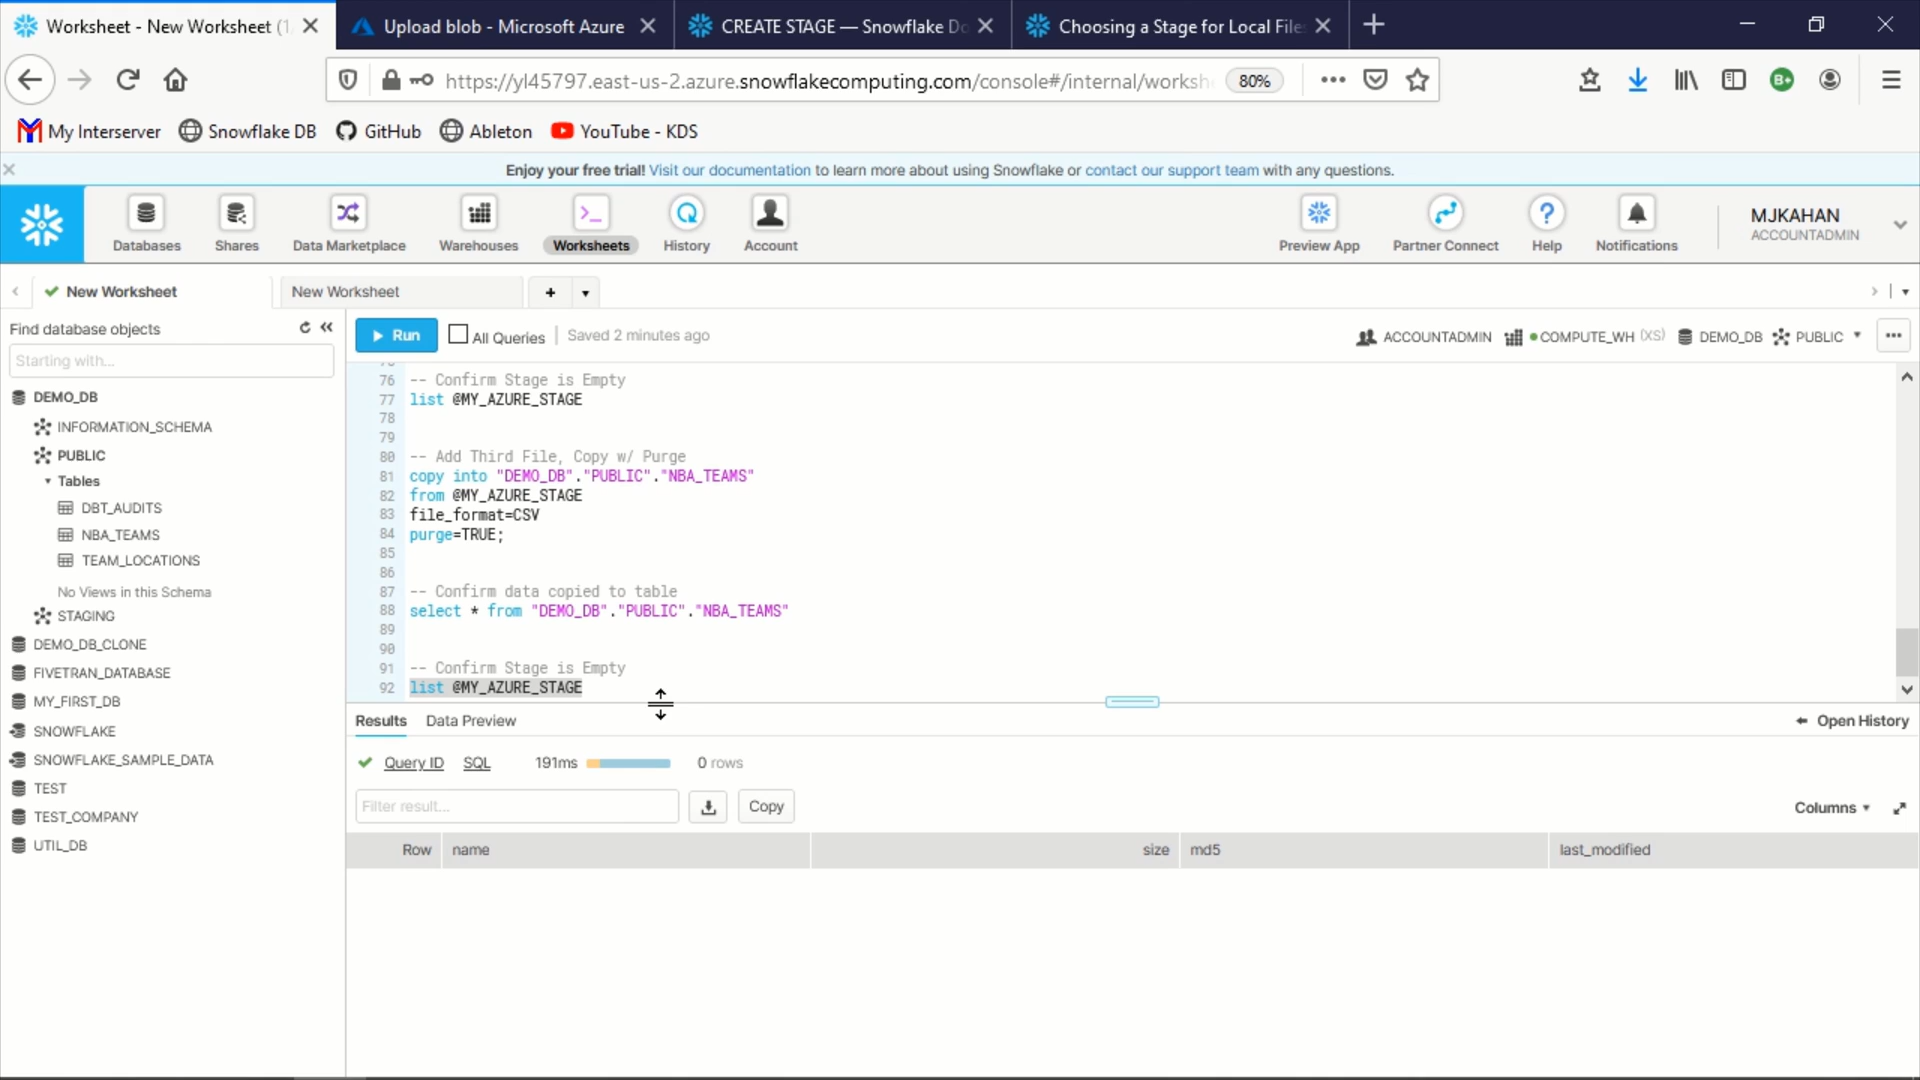 Worksheet - New Worksheet (1
Upload blob - Microsoft Azure
CREATE STAGE — Snowflake Do
Choosing a Stage for Local File
https://yl45797.east-us-2.azure.snowflakecomputing.com/console#/internal/worksh
80%
My Interserver
Snowflake DB
GitHub
Ableton
YouTube - KDS
Enjoy your free trial! Visit our documentation to learn more about using Snowflake or contact our support team with any questions.
Databases
Shares
Data Marketplace
Warehouses
Worksheets
History
Account
Preview App
Partner Connect
Help
Notifications
MJKAHAN
ACCOUNTADMIN
New Worksheet
New Worksheet
Find database objects
Starting with...
Run
All Queries
Saved 2 minutes ago
ACCOUNTADMIN
COMPUTE_WH (XS)
DEMO_DB
PUBLIC
DEMO_DB
INFORMATION_SCHEMA
PUBLIC
Tables
DBT_AUDITS
NBA_TEAMS
TEAM_LOCATIONS
No Views in this Schema
STAGING
DEMO_DB_CLONE
FIVETRAN_DATABASE
MY_FIRST_DB
SNOWFLAKE
SNOWFLAKE_SAMPLE_DATA
TEST
TEST_COMPANY
UTIL_DB
76 -- Confirm Stage is Empty
77 list @MY_AZURE_STAGE
78
79
80 -- Add Third File, Copy w/ Purge
81 copy into "DEMO_DB"."PUBLIC"."NBA_TEAMS"
82 from @MY_AZURE_STAGE
83 file_format=CSV
84 purge=TRUE;
85
86
87 -- Confirm data copied to table
88 select * from "DEMO_DB"."PUBLIC"."NBA_TEAMS"
89
90
91 -- Confirm Stage is Empty
92 list @MY_AZURE_STAGE
Results
Data Preview
Open History
Query ID
SQL
191ms
0 rows
Filter result...
Copy
Columns
Row
name
size
md5
last_modified